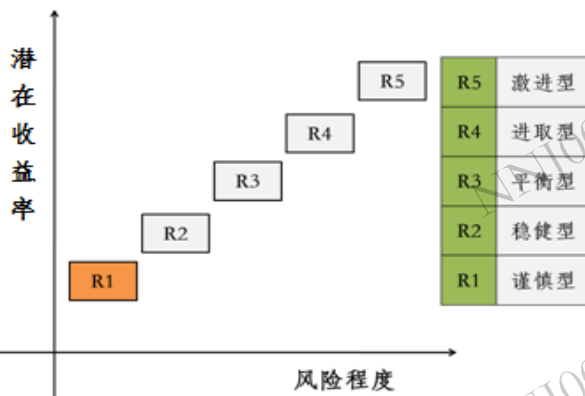 潜在收益率
R5
R4
R3
R2
R1
风险程度
R5 激进型
R4 进取型
R3 平衡型
R2 稳健型
R1 谨慎型